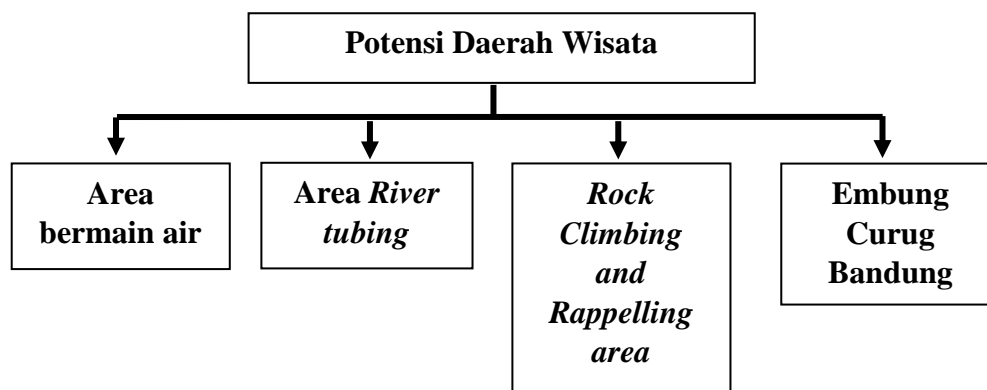 Potensi Daerah Wisata
Area
bermain air
Area River
tubing
Rock
Climbing
and
Rappelling
area
Embung
Curug
Bandung